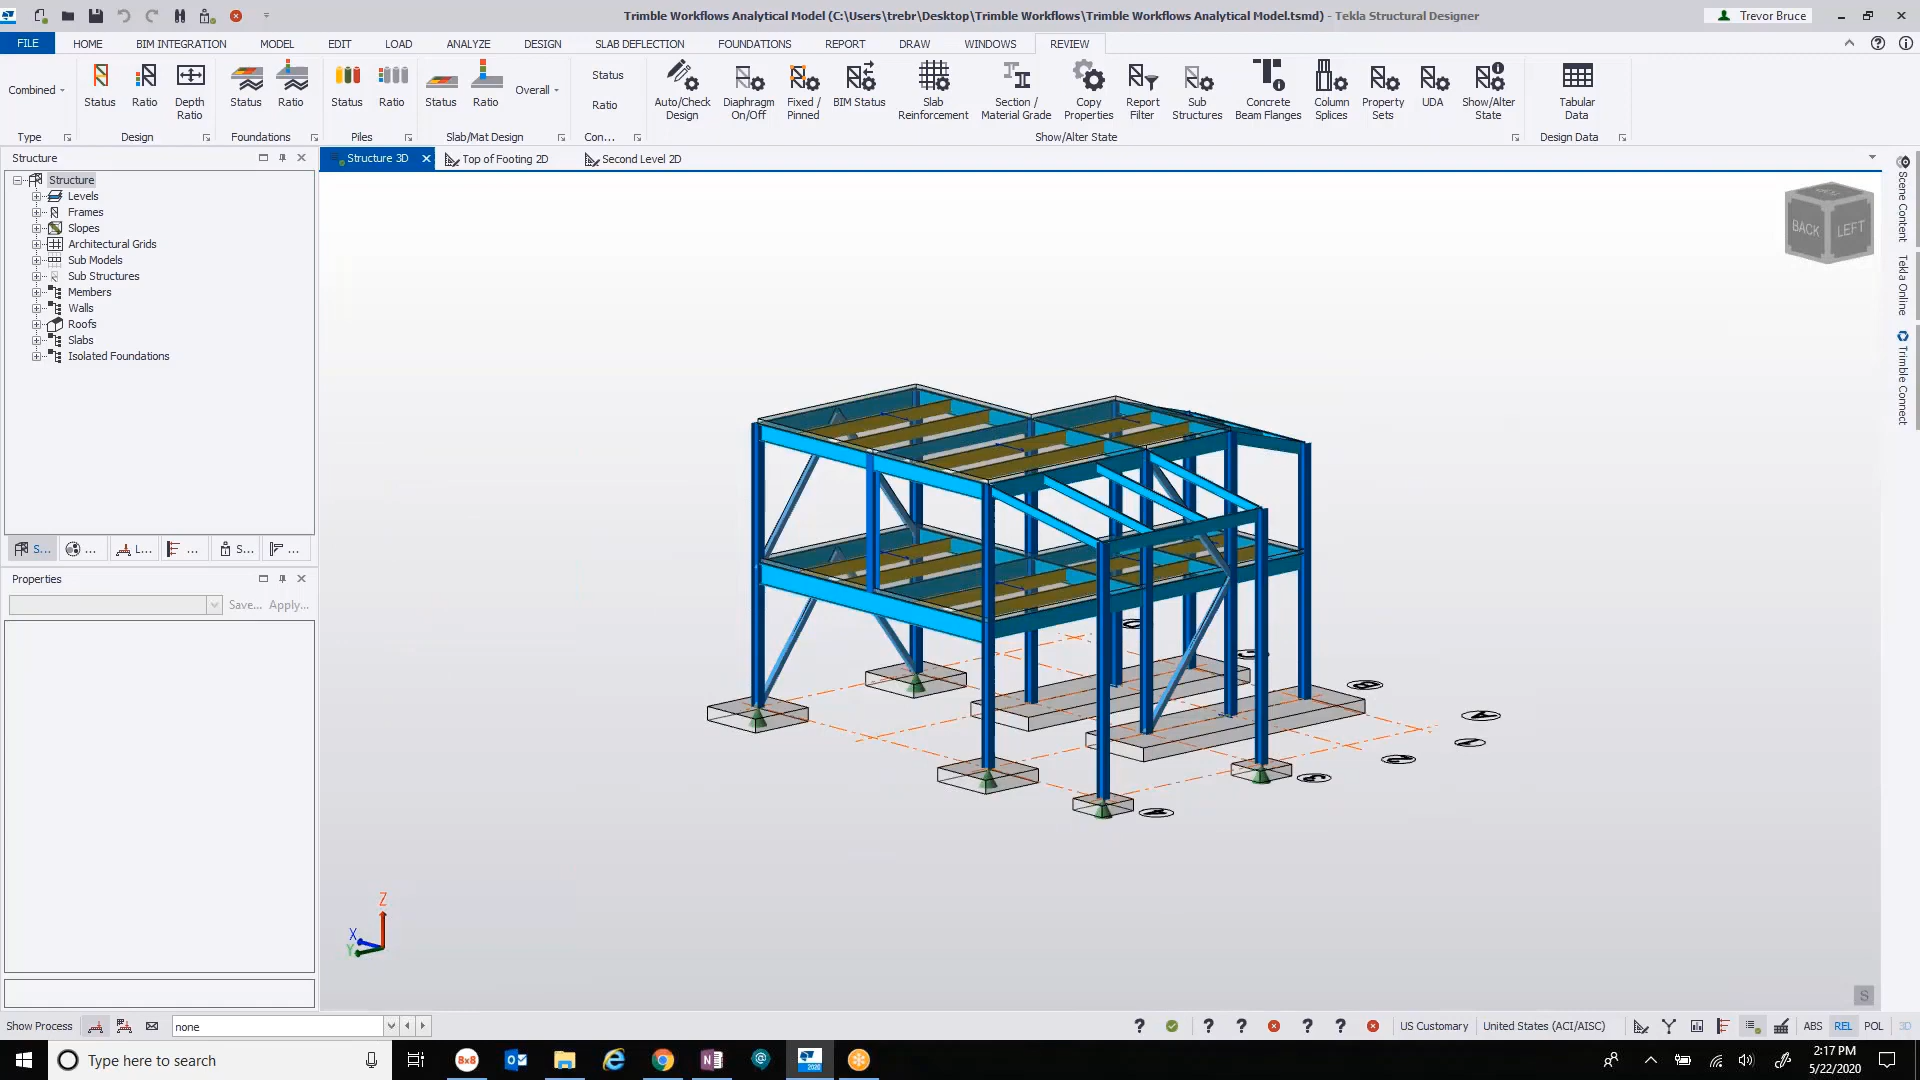 Trimble Workflows Analytical Model (C:\Users\trebr\Desktop\Trimble Workflows\Trimble Workflows Analytical Model.tsmd) - Tekla Structural Designer
Trevor Bruce
FILE HOME BIM INTEGRATION MODEL EDIT LOAD ANALYZE DESIGN SLAB DEFLECTION FOUNDATIONS REPORT DRAW WINDOWS REVIEW
Combined
Type
Status Ratio Depth Ratio
Design
Status Ratio
Foundations
Status Ratio
Piles
Status Ratio Overall
Slab/Mat Design
Status
Ratio
Con...
Auto/Check Design
Diaphragm On/Off
Fixed / Pinned
BIM Status
Slab Reinforcement
Section / Material Grade
Copy Properties
Report Filter
Sub Structures
Concrete Beam Flanges
Column Splices
Property Sets
UDA
Show/Alter State
Show/Alter State
Tabular Data
Design Data
Structure
Structure 3D
Top of Footing 2D
Second Level 2D
Structure
Levels
Frames
Slopes
Architectural Grids
Sub Models
Sub Structures
Members
Walls
Roofs
Slabs
Isolated Foundations
S... ... L... ... S... ...
Properties
Save... Apply...
BACK LEFT
Scene Content
Tekla Online
Trimble Connect
Z
X
Y
S
Show Process
none
US Customary
United States (ACI/AISC)
ABS REL POL 3D
Type here to search
8x8
2020
2:17 PM
5/22/2020